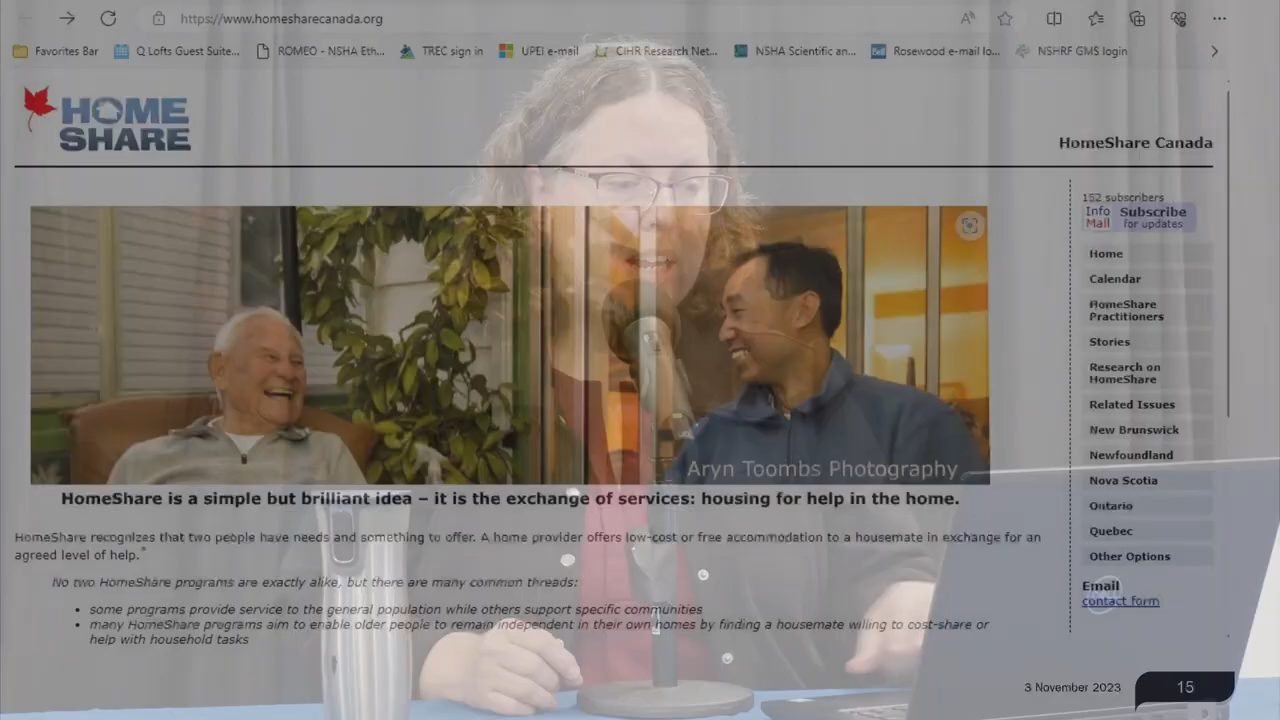 https://www.homesharecanada.org
Favorites Bar
Q Lofts Guest Suite...
ROMEO - NSHA Eth...
TREC sign in
UPEI e-mail
CIHR Research Net...
NSHA Scientific an...
Rosewood e-mail lo...
NSHRF GMS login
HOME
SHARE
HomeShare Canada
152 subscribers
Info
Mail
Subscribe
for updates
Home
Calendar
HomeShare
Practitioners
Stories
Research on
HomeShare
Related Issues
New Brunswick
Newfoundland
Nova Scotia
Ontario
Quebec
Other Options
Email
contact form
Aryn Toombs Photography
HomeShare is a simple but brilliant idea – it is the exchange of services: housing for help in the home.
HomeShare recognizes that two people have needs and something to offer. A home provider offers low-cost or free accommodation to a housemate in exchange for an
agreed level of help.*
No two HomeShare programs are exactly alike, but there are many common threads:
• some programs provide service to the general population while others support specific communities
• many HomeShare programs aim to enable older people to remain independent in their own homes by finding a housemate willing to cost-share or
help with household tasks
3 November 2023
15